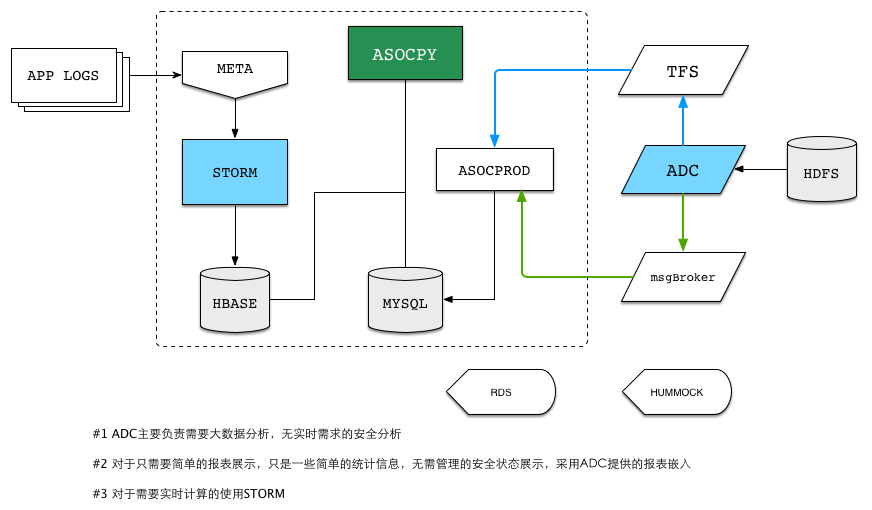 APP LOGS
META
ASOCPY
TFS
STORM
ASOCPROD
ADC
HDFS
HBASE
MYSQL
msgBroker
RDS
HUMMOCK
#1 ADC主要负责需要大数据分析，无实时需求的安全分析
#2 对于只需要简单的报表展示，只是一些简单的统计信息，无需管理的安全状态展示，采用ADC提供的报表嵌入
#3 对于需要实时计算的使用STORM